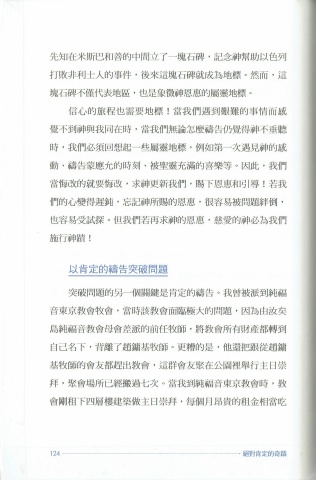 先知在米斯巴和善的中間立了一塊石碑，記念神幫助以色列
打敗非利士人的事件，後來這塊石碑就成為地標。然而，這
塊石碑不僅代表地區，也是象徵神恩惠的屬靈地標。
信心的旅程也需要地標！當我們遇到艱難的事情而感
覺不到神與我同在時，當我們無論怎麼禱告仍覺得神不垂聽
時，我們必須回想起一些屬靈地標，例如第一次遇見神的感
動、禱告蒙應允的時刻、被聖靈充滿的喜樂等。因此，我們
當悔改的就要悔改，求神更新我們，賜下恩惠和引導！若我
們的心變得遲鈍，忘記神所賜的恩惠，很容易被問題絆倒，
也容易受試探。但我們若再求神的恩惠，慈愛的神必為我們
施行神蹟！
以肯定的禱告突破問題
突破問題的另一個關鍵是肯定的禱告。我曾被派到純福
音東京教會牧會，當時該教會面臨極大的問題，因為由汝矣
島純福音教會母會差派的前任牧師，將教會所有財產都轉到
自己名下，背離了趙鏞基牧師。更糟的是，他還把跟從趙鏞
基牧師的會友都趕出教會，這群會友聚在公園裡舉行主日崇
拜，聚會場所已經搬過七次。當我到純福音東京教會時，教
會剛租下四層樓建築做主日崇拜，每個月昂貴的租金相當吃
124
絕對肯定的奇蹟